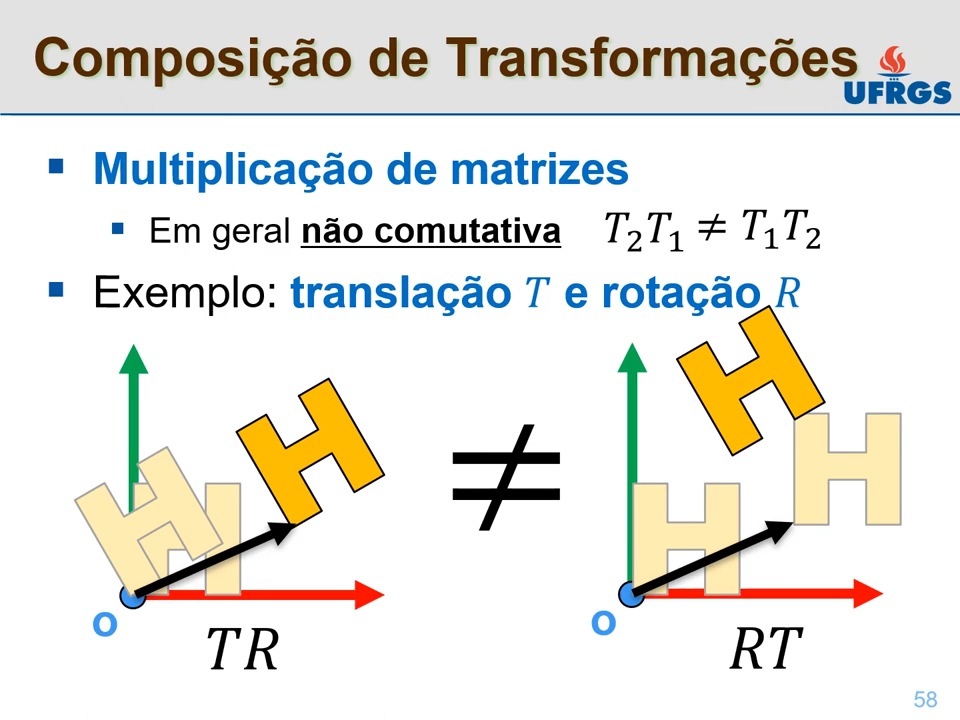 Composição de Transformações
UFRGS
▪ Multiplicação de matrizes
▪ Em geral não comutativa T₂T₁ ≠ T₁T₂
▪ Exemplo: translação T e rotação R
H H H ≠ H H H
o o
TR RT
58